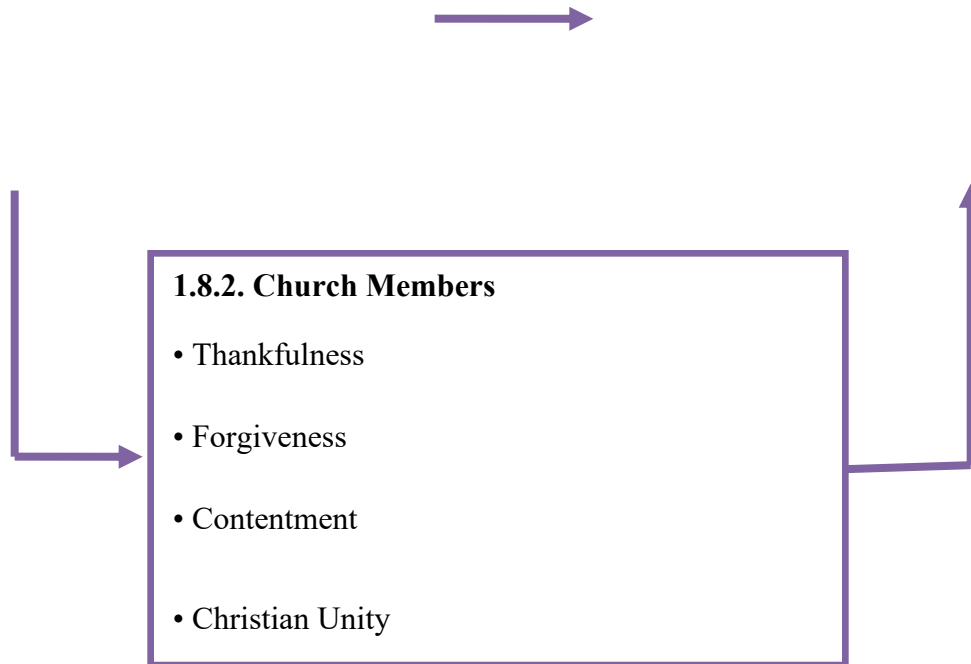 1.8.2. Church Members
• Thankfulness
• Forgiveness
• Contentment
• Christian Unity